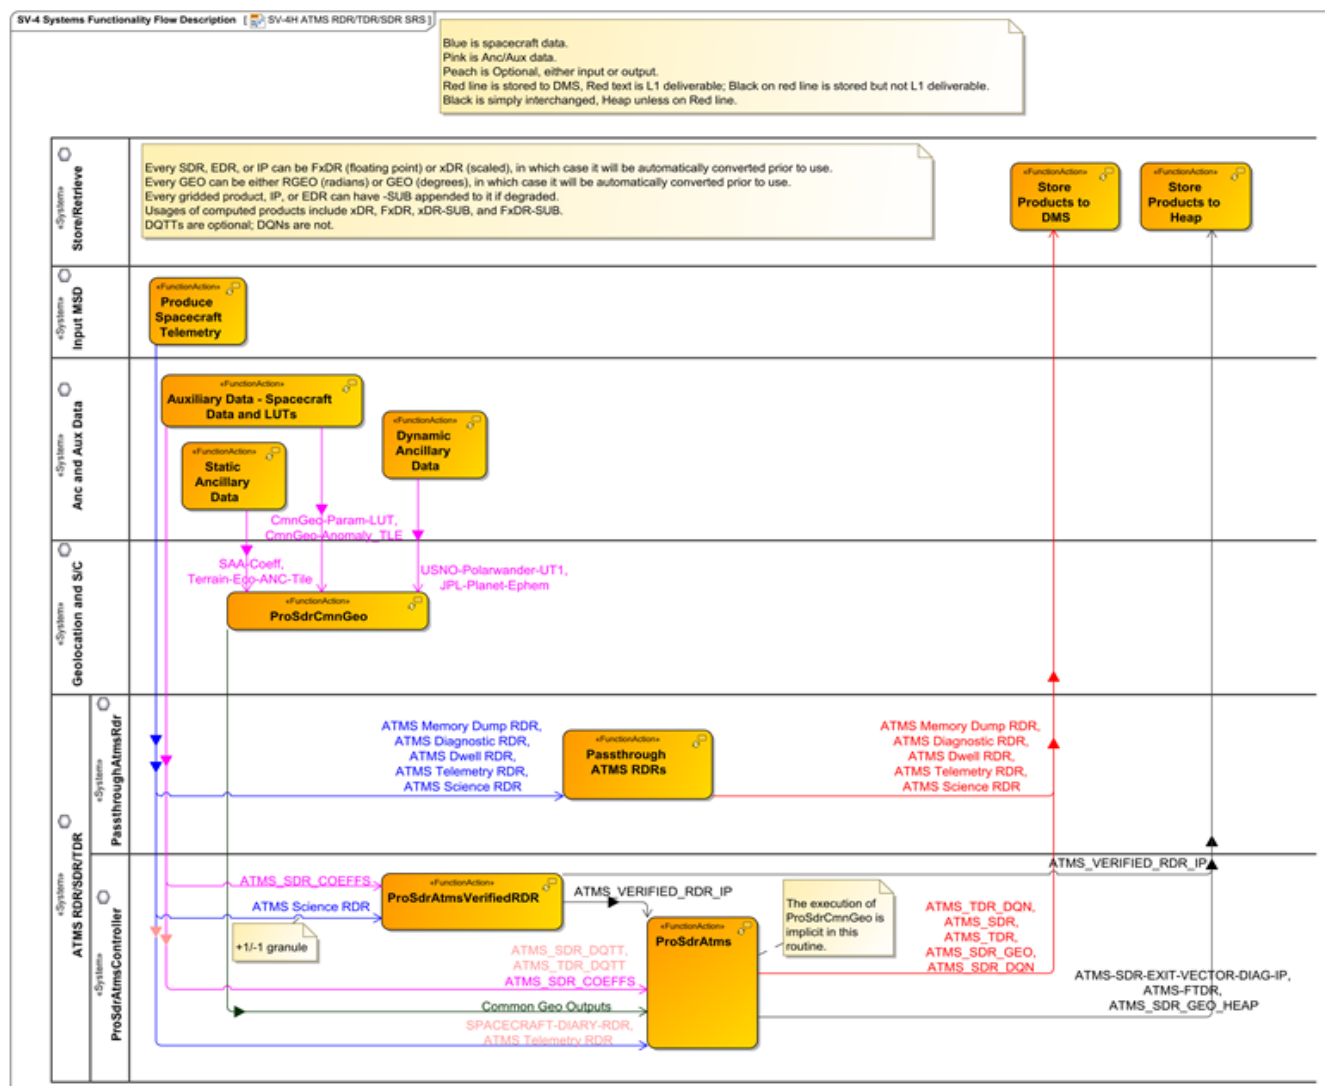 SV-4 Systems Functionality Flow Description [ SV-4H ATMS RDR/TDR/SDR SRS ]
Blue is spacecraft data.
Pink is Anc/Aux data.
Peach is Optional, either input or output.
Red line is stored to DMS, Red text is L1 deliverable; Black on red line is stored but not L1 deliverable.
Black is simply interchanged, Heap unless on Red line.
«System»
Store/Retrieve
Every SDR, EDR, or IP can be FxDR (floating point) or xDR (scaled), in which case it will be automatically converted prior to use.
Every GEO can be either RGEO (radians) or GEO (degrees), in which case it will be automatically converted prior to use.
Every gridded product, IP, or EDR can have -SUB appended to it if degraded.
Usages of computed products include xDR, FxDR, xDR-SUB, and FxDR-SUB.
DQTTs are optional; DQNs are not.
«FunctionAction»
Store
Products to
DMS
«FunctionAction»
Store
Products to
Heap
«System»
Input MSD
«FunctionAction»
Produce
Spacecraft
Telemetry
«System»
Anc and Aux Data
«FunctionAction»
Auxiliary Data - Spacecraft
Data and LUTs
«FunctionAction»
Static
Ancillary
Data
«FunctionAction»
Dynamic
Ancillary
Data
CmnGeo-Param-LUT,
CmnGeo-Anomaly_TLE
«System»
Geolocation and S/C
SAA-Coeff,
Terrain-Eco-ANC-Tile
USNO-Polarwander-UT1,
JPL-Planet-Ephem
«FunctionAction»
ProSdrCmnGeo
«System»
ATMS RDR/SDR/TDR
«System»
PassthroughAtmsRdr
ATMS Memory Dump RDR,
ATMS Diagnostic RDR,
ATMS Dwell RDR,
ATMS Telemetry RDR,
ATMS Science RDR
«FunctionAction»
Passthrough
ATMS RDRs
ATMS Memory Dump RDR,
ATMS Diagnostic RDR,
ATMS Dwell RDR,
ATMS Telemetry RDR,
ATMS Science RDR
«System»
ProSdrAtmsController
ATMS_VERIFIED_RDR_IP
ATMS_SDR_COEFFS
ATMS Science RDR
+1/-1 granule
«FunctionAction»
ProSdrAtmsVerifiedRDR
ATMS_VERIFIED_RDR_IP
The execution of
ProSdrCmnGeo is
implicit in this
routine.
«FunctionAction»
ProSdrAtms
ATMS_TDR_DQN,
ATMS_SDR,
ATMS_TDR,
ATMS_SDR_GEO,
ATMS_SDR_DQN
ATMS_SDR_DQTT,
ATMS_TDR_DQTT
ATMS_SDR_COEFFS
Common Geo Outputs
SPACECRAFT-DIARY-RDR,
ATMS Telemetry RDR
ATMS-SDR-EXIT-VECTOR-DIAG-IP,
ATMS-FTDR,
ATMS_SDR_GEO_HEAP